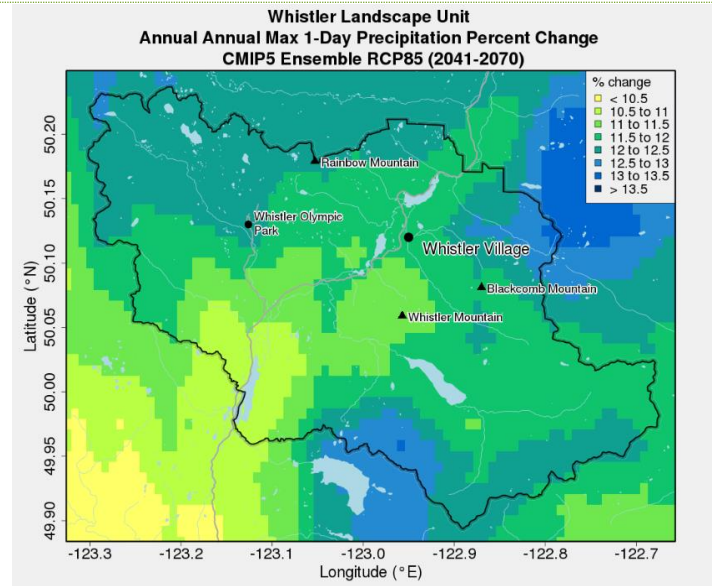 Whistler Landscape Unit
Annual Annual Max 1-Day Precipitation Percent Change
CMIP5 Ensemble RCP85 (2041-2070)
% change
< 10.5
10.5 to 11
11 to 11.5
11.5 to 12
12 to 12.5
12.5 to 13
13 to 13.5
> 13.5
50.20
50.15
50.10
50.05
50.00
49.95
49.90
Latitude (°N)
Rainbow Mountain
Whistler Olympic
Park
Whistler Village
Blackcomb Mountain
Whistler Mountain
-123.3
-123.2
-123.1
-123.0
-122.9
-122.8
-122.7
Longitude (°E)